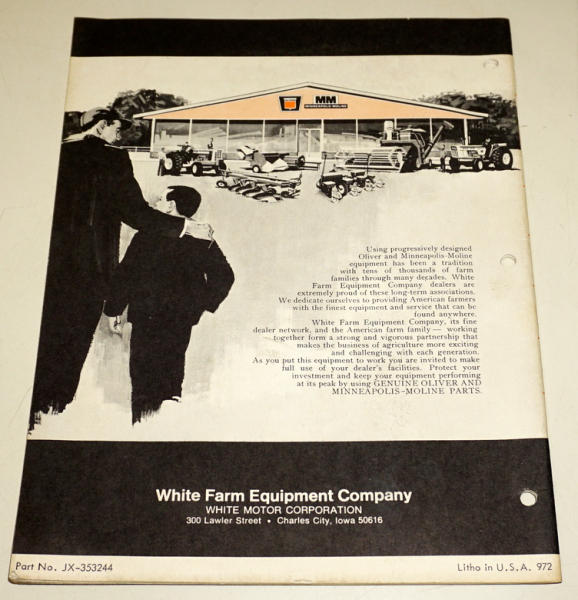 MM
MINNEAPOLIS-MOLINE
Using progressively designed
Oliver and Minneapolis-Moline
equipment has been a tradition
with tens of thousands of farm
families through many decades. White
Farm Equipment Company dealers are
extremely proud of these long-term associations.
We dedicate ourselves to providing American farmers
with the finest equipment and service that can be
found anywhere.
White Farm Equipment Company, its fine
dealer network, and the American farm family — working
together form a strong and vigorous partnership that
makes the business of agriculture more exciting
and challenging with each generation.
As you put this equipment to work you are invited to make
full use of your dealer's facilities. Protect your
investment and keep your equipment performing
at its peak by using GENUINE OLIVER AND
MINNEAPOLIS-MOLINE PARTS.
White Farm Equipment Company
WHITE MOTOR CORPORATION
300 Lawler Street • Charles City, Iowa 50616
Part No. JX-353244
Litho in U.S.A. 972